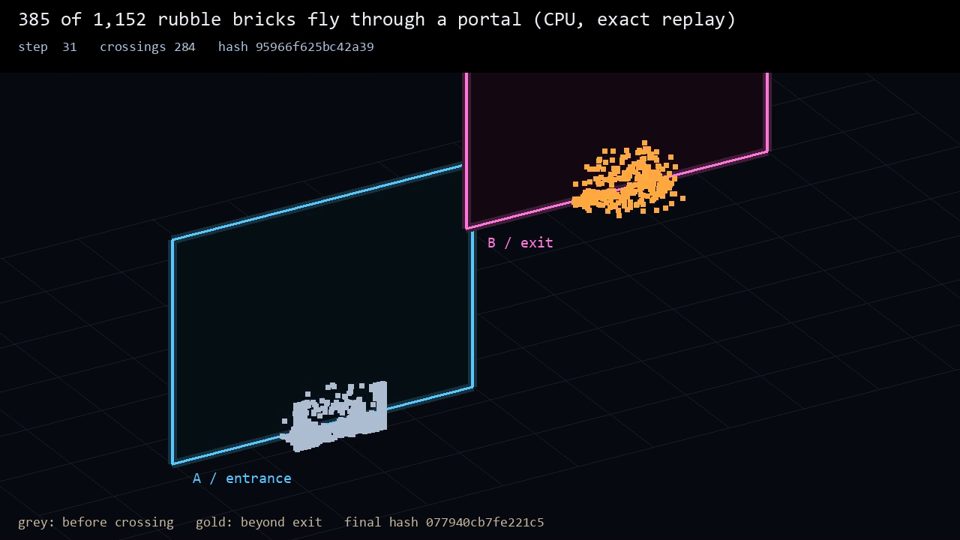 385 of 1,152 rubble bricks fly through a portal (CPU, exact replay)
step  31   crossings 284   hash 95966f625bc42a39
B / exit
A / entrance
grey: before crossing   gold: beyond exit   final hash 077940cb7fe221c5